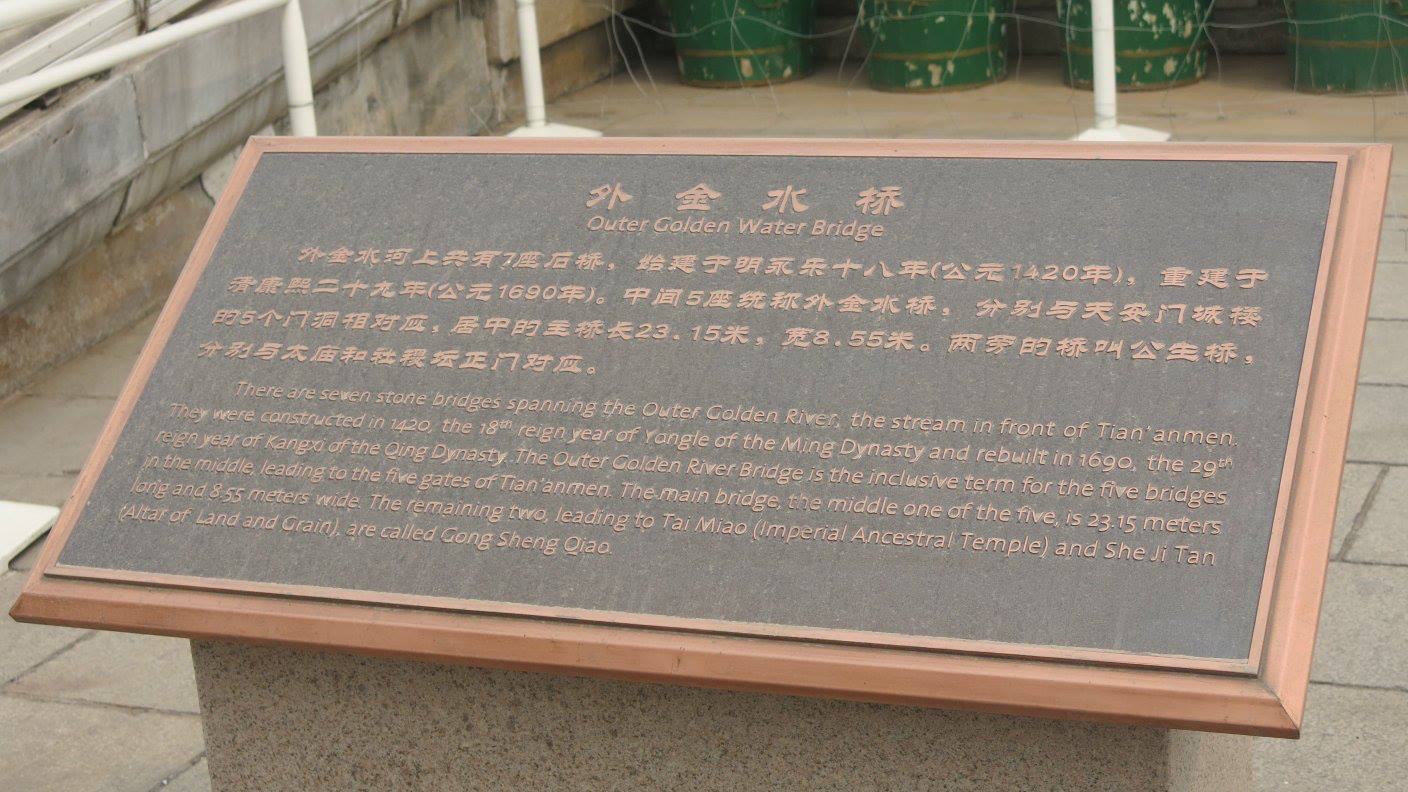 外金水桥
Outer Golden Water Bridge
外金水河上共有7座石桥，始建于明永乐十八年(公元1420年)，重建于
清康熙二十九年(公元1690年)。中间5座统称外金水桥，分别与天安门城楼
的5个门洞相对应，居中的主桥长23.15米，宽8.55米。两旁的桥叫公生桥，
分别与太庙和社稷坛正门对应。
There are seven stone bridges spanning the Outer Golden River, the stream in front of Tian'anmen.
They were constructed in 1420, the 18th reign year of Yongle of the Ming Dynasty and rebuilt in 1690, the 29th
reign year of Kangxi of the Qing Dynasty. The Outer Golden River Bridge is the inclusive term for the five bridges
in the middle, leading to the five gates of Tian'anmen. The main bridge, the middle one of the five, is 23.15 meters
long and 8.55 meters wide. The remaining two, leading to Tai Miao (Imperial Ancestral Temple) and She Ji Tan
(Altar of Land and Grain), are called Gong Sheng Qiao.